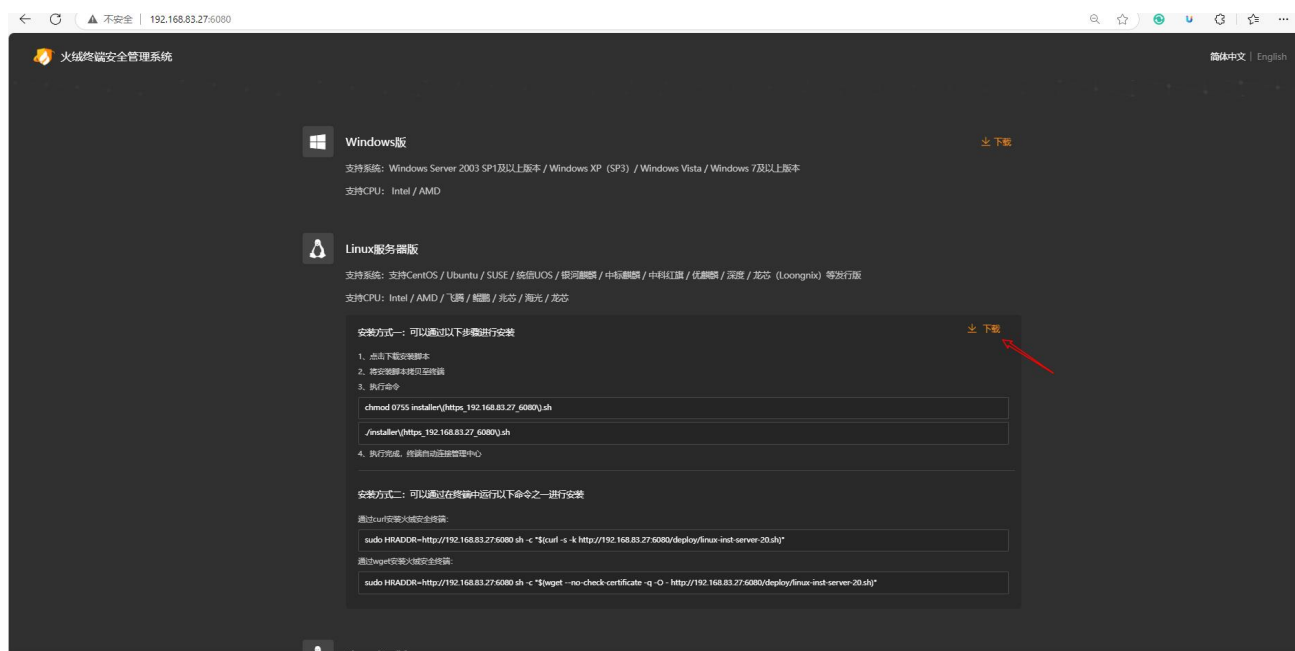 不安全 | 192.168.83.27:6080
火绒终端安全管理系统
简体中文 | English
Windows版
下载
支持系统：Windows Server 2003 SP1及以上版本 / Windows XP（SP3）/ Windows Vista / Windows 7及以上版本
支持CPU： Intel / AMD
Linux服务器版
支持系统：支持CentOS / Ubuntu / SUSE / 统信UOS / 银河麒麟 / 中标麒麟 / 中科红旗 / 优麒麟 / 深度 / 龙芯（Loongnix）等发行版
支持CPU：Intel / AMD / 飞腾 / 鲲鹏 / 兆芯 / 海光 / 龙芯
安装方式一：可以通过以下步骤进行安装
下载
1、点击下载安装脚本
2、将安装脚本拷贝至终端
3、执行命令
chmod 0755 installer\(https_192.168.83.27_6080\).sh
./installer\(https_192.168.83.27_6080\).sh
4、执行完成，终端自动连接管理中心
安装方式二：可以通过在终端中运行以下命令之一进行安装
通过curl安装火绒安全终端:
sudo HRADDR=http://192.168.83.27:6080 sh -c "$(curl -s -k http://192.168.83.27:6080/deploy/linux-inst-server-20.sh)"
通过wget安装火绒安全终端:
sudo HRADDR=http://192.168.83.27:6080 sh -c "$(wget --no-check-certificate -q -O - http://192.168.83.27:6080/deploy/linux-inst-server-20.sh)"